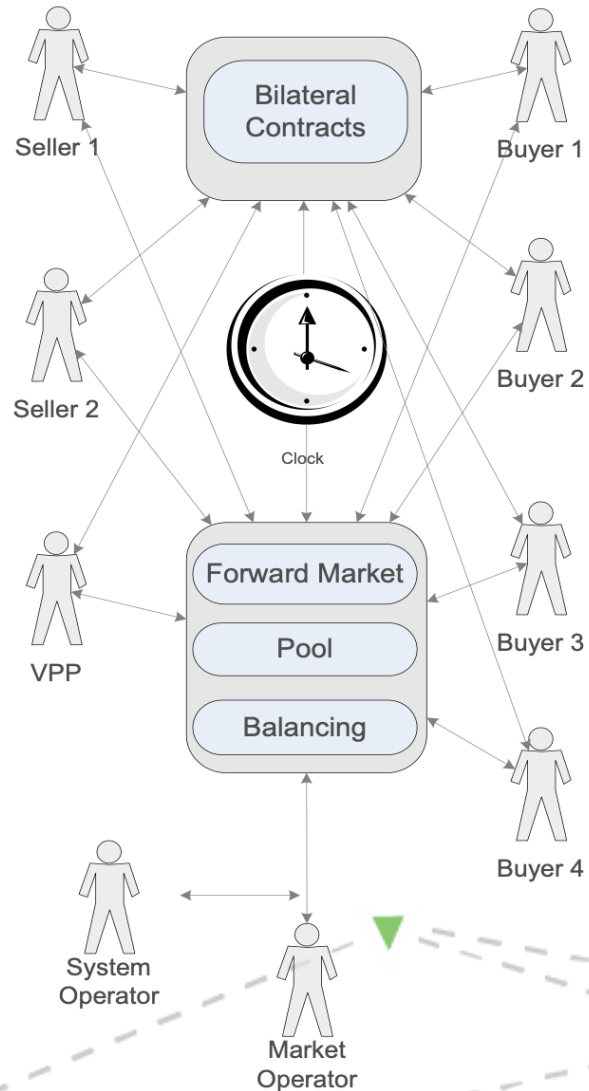 Bilateral
Contracts
Seller 1
Buyer 1
Seller 2
Buyer 2
Clock
Forward Market
Pool
Balancing
VPP
Buyer 3
Buyer 4
System
Operator
Market
Operator